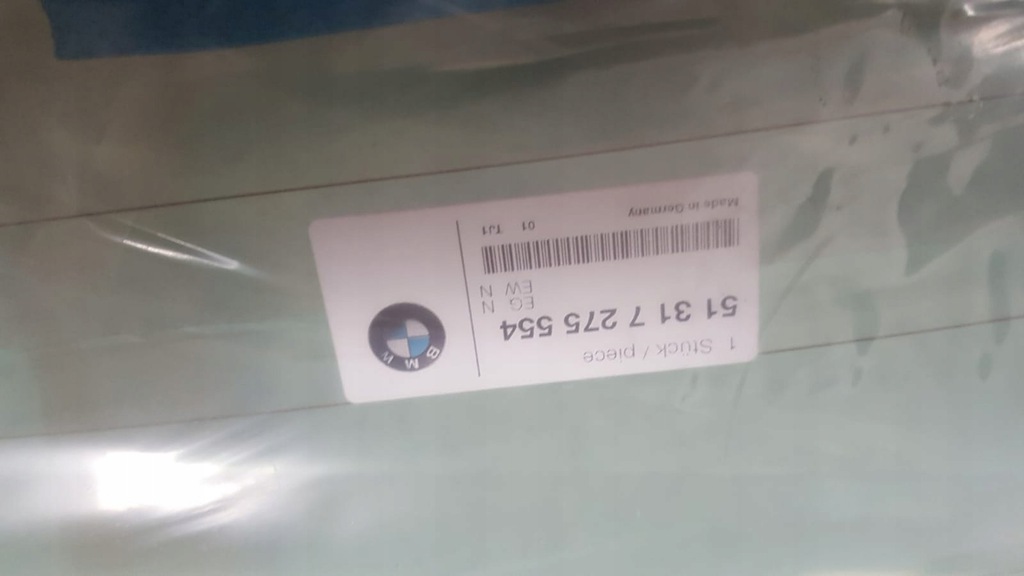 1 Stück / piece
51 31 7 275 554
EG N
EW N
01 TJ1
Made in Germany
BMW